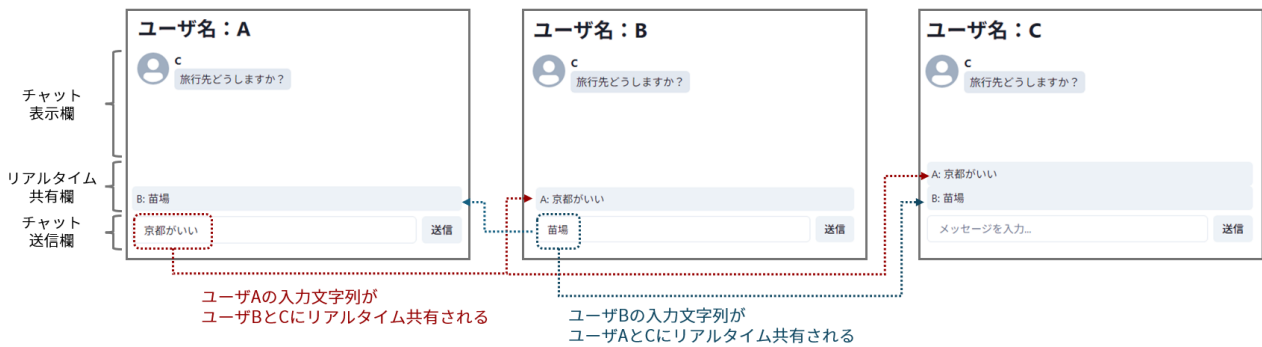 ユーザ名：A
C
旅行先どうしますか？
B: 苗場
京都がいい
送信
ユーザ名：B
C
旅行先どうしますか？
A: 京都がいい
苗場
送信
ユーザ名：C
C
旅行先どうしますか？
A: 京都がいい
B: 苗場
メッセージを入力...
送信
チャット
表示欄
リアルタイム
共有欄
チャット
送信欄
ユーザAの入力文字列が
ユーザBとCにリアルタイム共有される
ユーザBの入力文字列が
ユーザAとCにリアルタイム共有される